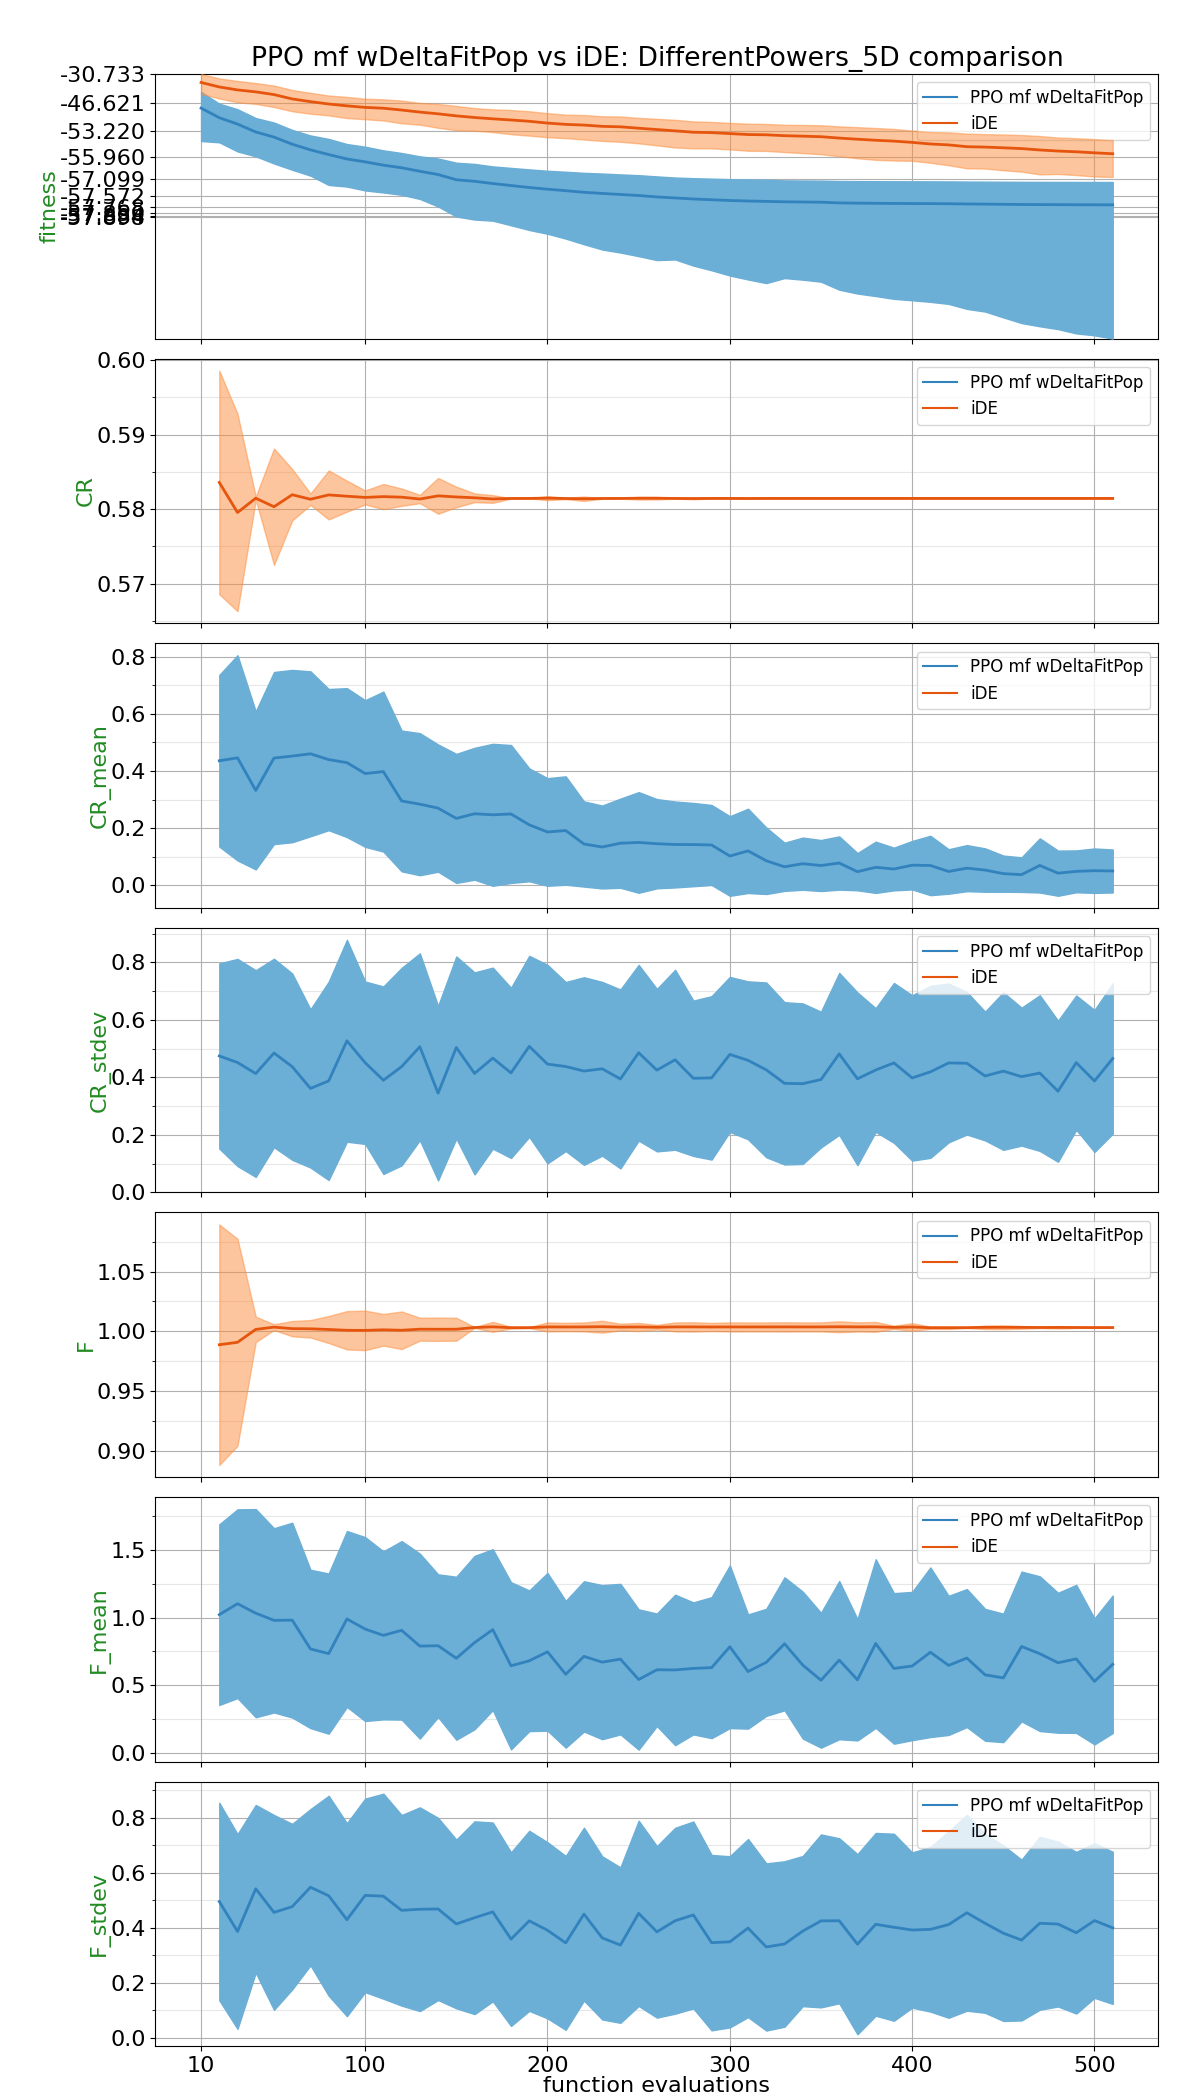 PPO mf wDeltaFitPop vs iDE: DifferentPowers_5D comparison
-30.733
-46.621
-53.220
-55.960
-57.099
-57.572
-57.768
fitness
PPO mf wDeltaFitPop
iDE
0.60
0.59
0.58
0.57
CR
PPO mf wDeltaFitPop
iDE
0.8
0.6
0.4
0.2
0.0
CR_mean
PPO mf wDeltaFitPop
iDE
0.8
0.6
0.4
0.2
0.0
CR_stdev
PPO mf wDeltaFitPop
iDE
1.05
1.00
0.95
0.90
F
PPO mf wDeltaFitPop
iDE
1.5
1.0
0.5
0.0
F_mean
PPO mf wDeltaFitPop
iDE
0.8
0.6
0.4
0.2
0.0
F_stdev
PPO mf wDeltaFitPop
iDE
10 100 200 300 400 500
function evaluations